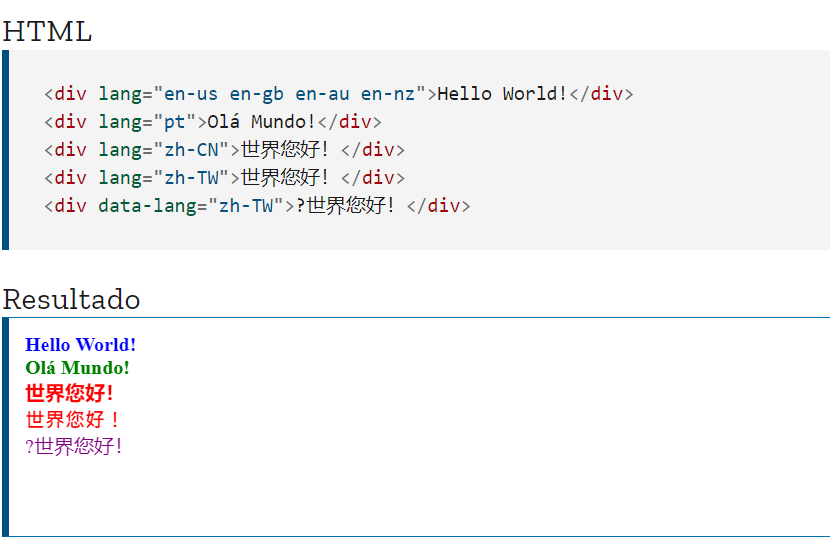 HTML
<div lang="en-us en-gb en-au en-nz">Hello World!</div>
<div lang="pt">Olá Mundo!</div>
<div lang="zh-CN">世界您好！</div>
<div lang="zh-TW">世界您好！</div>
<div data-lang="zh-TW">?世界您好！</div>
Resultado
Hello World!
Olá Mundo!
世界您好！
世界您好！
?世界您好！